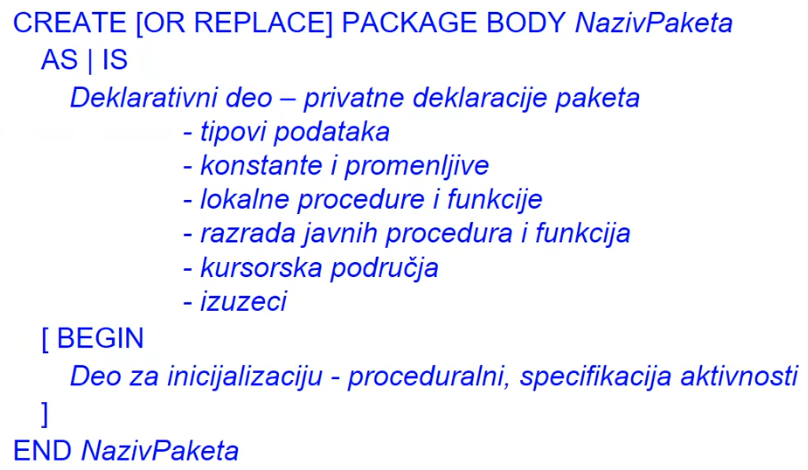 CREATE [OR REPLACE] PACKAGE BODY NazivPaketa
AS | IS
Deklarativni deo – privatne deklaracije paketa
- tipovi podataka
- konstante i promenljive
- lokalne procedure i funkcije
- razrada javnih procedura i funkcija
- kursorska područja
- izuzeci
[ BEGIN
Deo za inicijalizaciju - proceduralni, specifikacija aktivnosti
]
END NazivPaketa